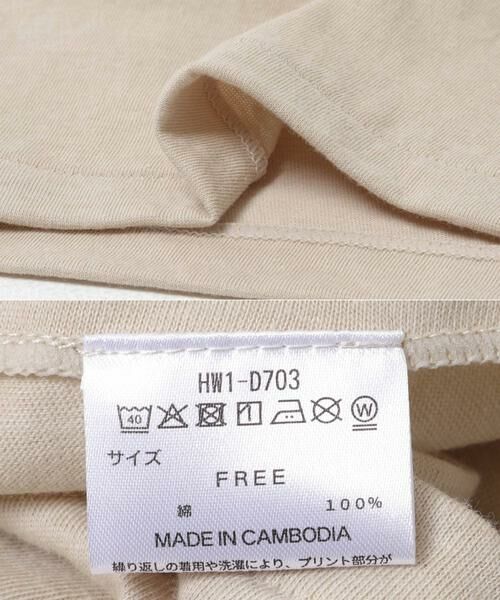 HW1-D703
40
W
サイズ
FREE
綿 100%
MADE IN CAMBODIA
繰り返しの着用や洗濯により、プリント部分が